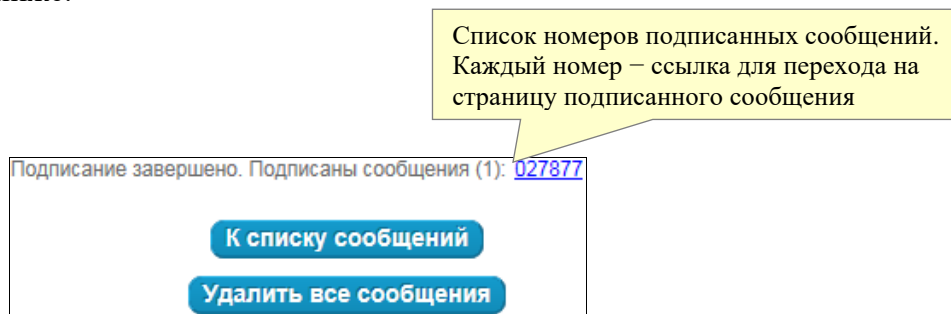 Список номеров подписанных сообщений.
Каждый номер − ссылка для перехода на
страницу подписанного сообщения
Подписание завершено. Подписаны сообщения (1): 027877
К списку сообщений
Удалить все сообщения